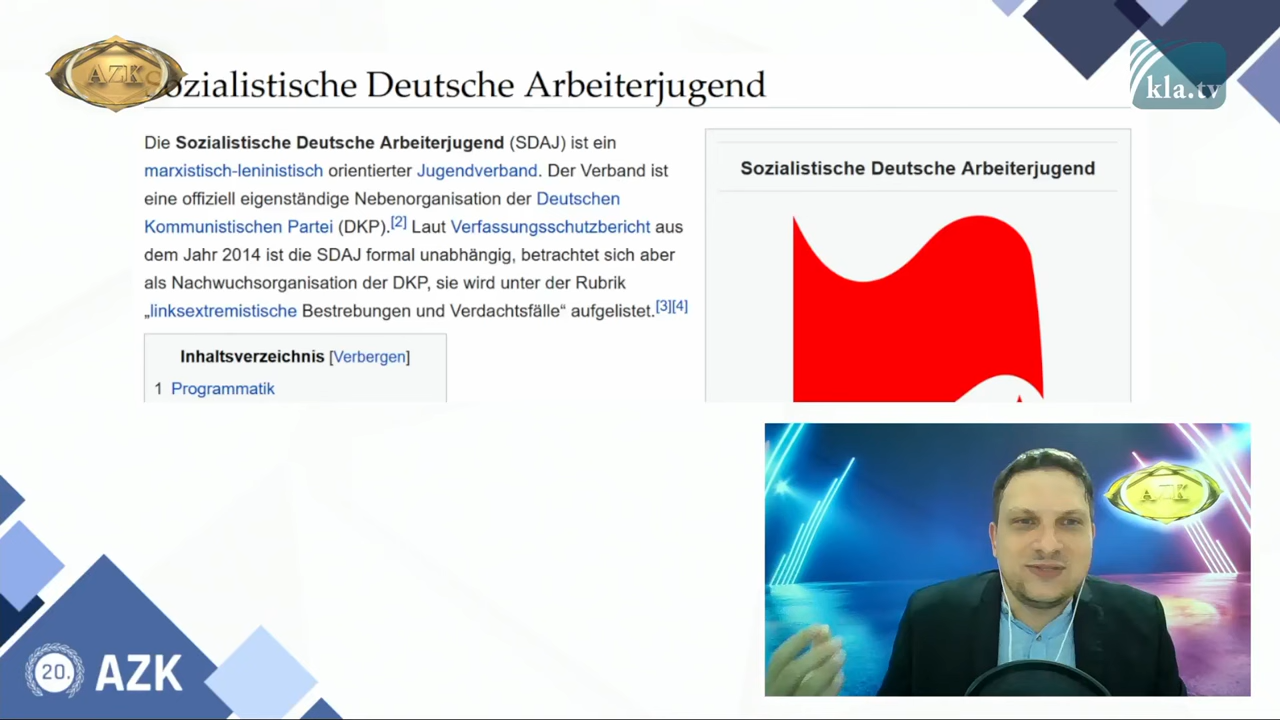 AZK
kla.tv
Sozialistische Deutsche Arbeiterjugend
Die Sozialistische Deutsche Arbeiterjugend (SDAJ) ist ein
marxistisch-leninistisch orientierter Jugendverband. Der Verband ist
eine offiziell eigenständige Nebenorganisation der Deutschen
Kommunistischen Partei (DKP).[2] Laut Verfassungsschutzbericht aus
dem Jahr 2014 ist die SDAJ formal unabhängig, betrachtet sich aber
als Nachwuchsorganisation der DKP, sie wird unter der Rubrik
„linksextremistische Bestrebungen und Verdachtsfälle“ aufgelistet.[3][4]
Inhaltsverzeichnis [Verbergen]
1 Programmatik
Sozialistische Deutsche Arbeiterjugend
AZK
20. AZK